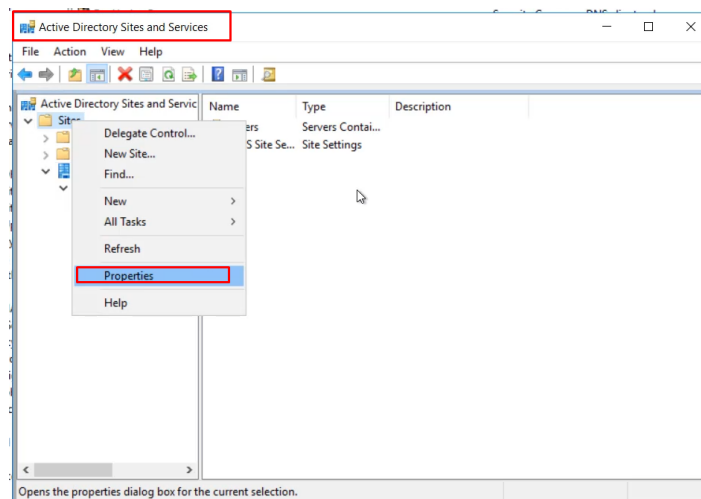 Active Directory Sites and Services
File Action View Help
Active Directory Sites and Servic
Name Type Description
Sites
Servers Contai...
S Site Se... Site Settings
Delegate Control...
New Site...
Find...
New
All Tasks
Refresh
Properties
Help
Opens the properties dialog box for the current selection.